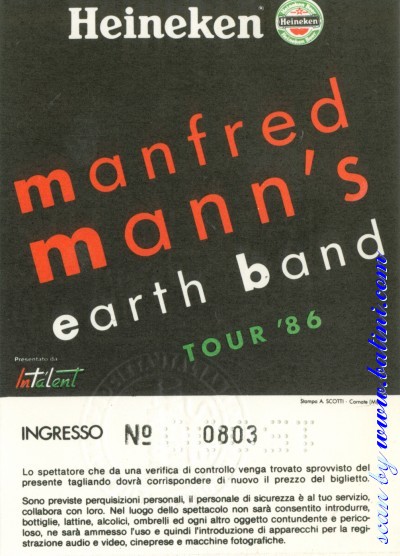 Heineken
Heineken
manfred
mann's
earth band
TOUR '86
Presentato da
InTalent
Stampa A. SCOTTI - Cornate (MI)
INGRESSO Nº 0803
Lo spettatore che da una verifica di controllo venga trovato sprovvisto del
presente tagliando dovrà corrispondere di nuovo il prezzo del biglietto.
Sono previste perquisizioni personali, il personale di sicurezza è al tuo servizio,
collabora con loro. Nel luogo dello spettacolo non sarà consentito introdurre,
bottiglie, lattine, alcolici, ombrelli ed ogni altro oggetto contundente e perico-
loso, ne sarà ammesso l'uso e quindi l'introduzione di apparecchi per la regi-
strazione audio e video, cineprese e macchine fotografiche.
scan by www.batini.com